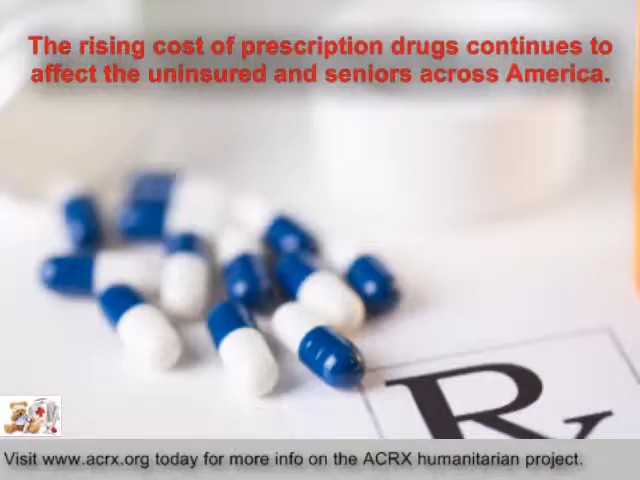 The rising cost of prescription drugs continues to
affect the uninsured and seniors across America.
Rx
Visit www.acrx.org today for more info on the ACRX humanitarian project.